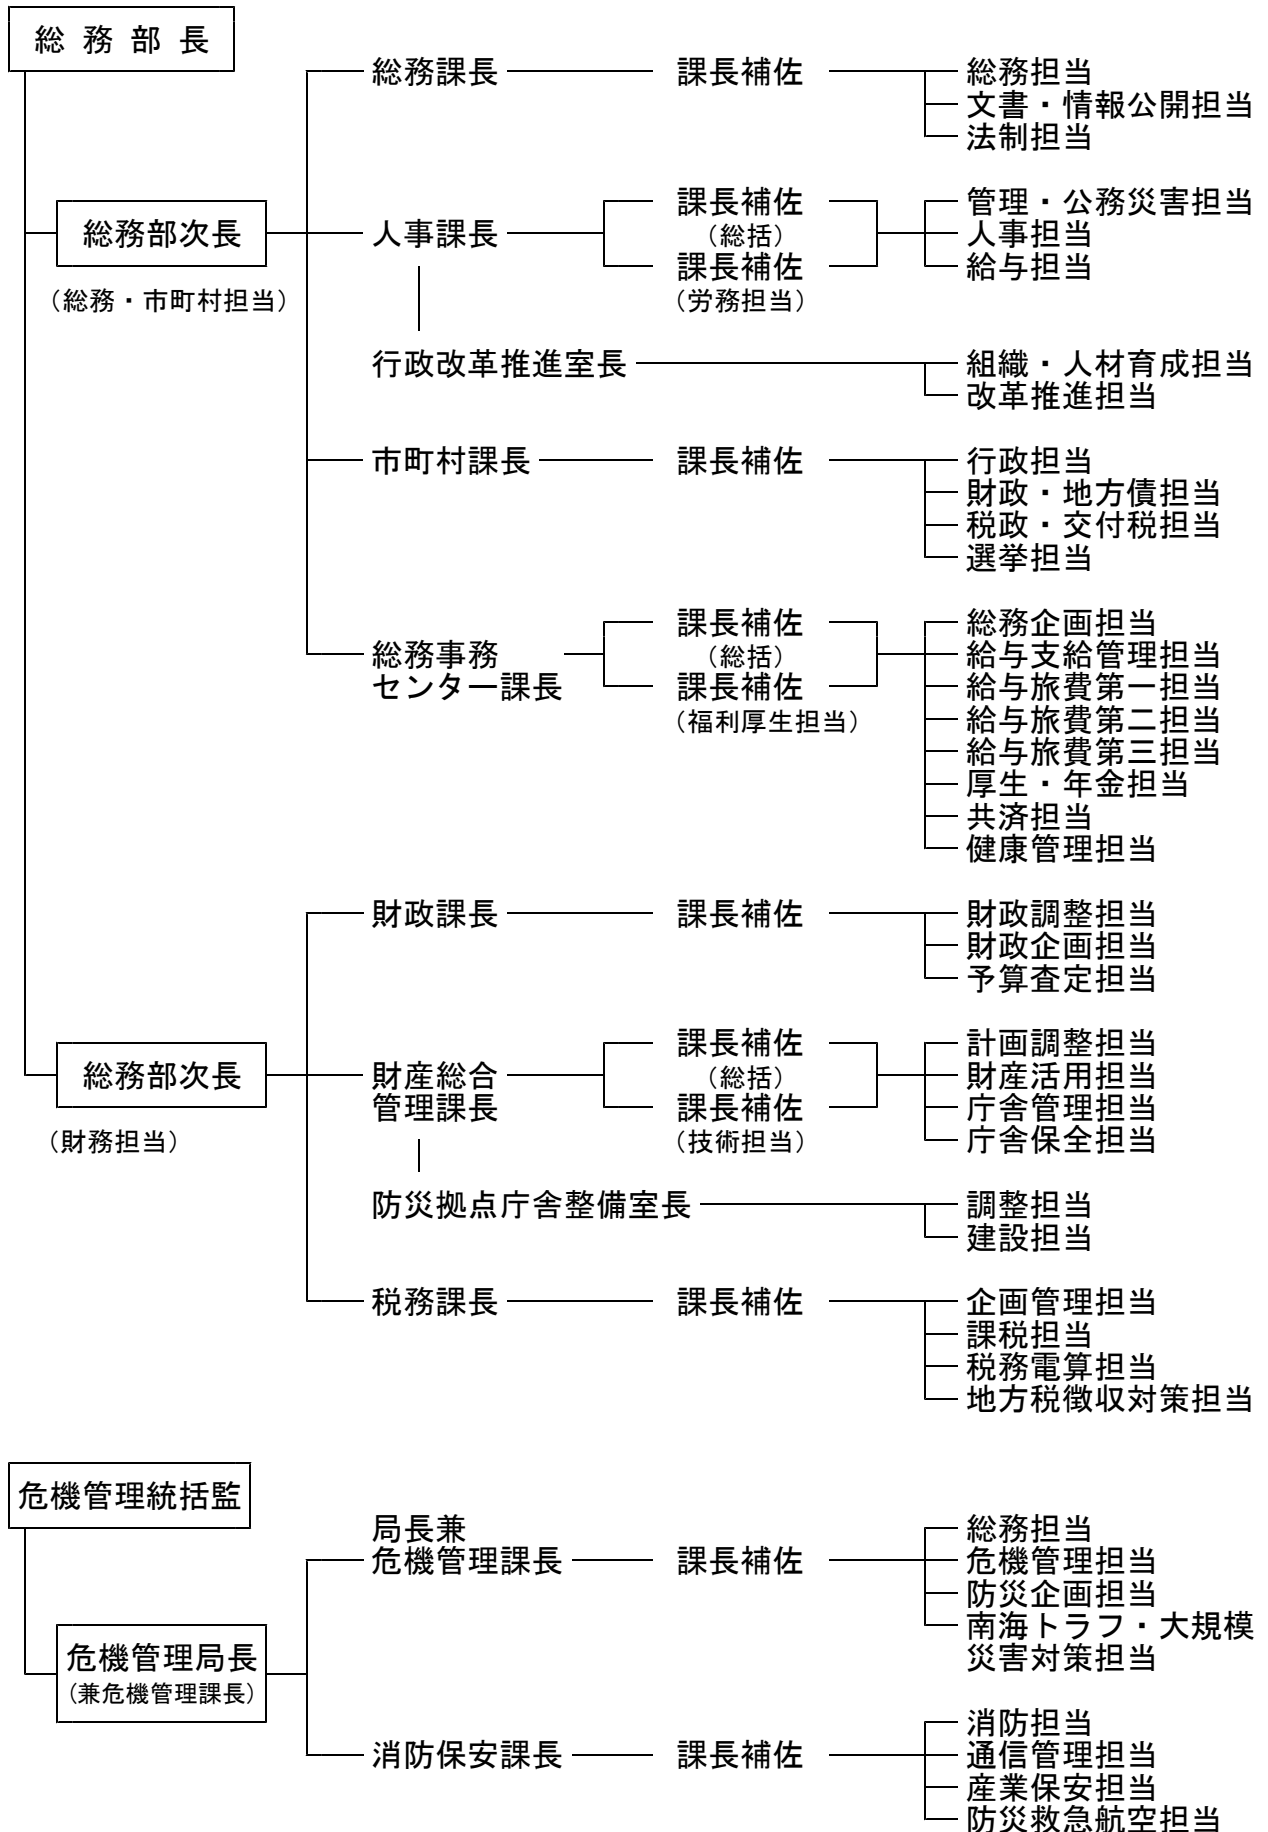 総務部長
総務課長 課長補佐 総務担当
文書・情報公開担当
法制担当
課長補佐 管理・公務災害担当
総務部次長 人事課長 (総括) 人事担当
課長補佐 給与担当
(総務・市町村担当) (労務担当)
行政改革推進室長 組織・人材育成担当
改革推進担当
市町村課長 課長補佐 行政担当
財政・地方債担当
税政・交付税担当
選挙担当
課長補佐 総務企画担当
総務事務 (総括) 給与支給管理担当
センター課長 課長補佐 給与旅費第一担当
(福利厚生担当) 給与旅費第二担当
給与旅費第三担当
厚生・年金担当
共済担当
健康管理担当
財政課長 課長補佐 財政調整担当
財政企画担当
予算査定担当
課長補佐 計画調整担当
総務部次長 財産総合 (総括) 財産活用担当
管理課長 課長補佐 庁舎管理担当
(財務担当) (技術担当) 庁舎保全担当
防災拠点庁舎整備室長 調整担当
建設担当
税務課長 課長補佐 企画管理担当
課税担当
税務電算担当
地方税徴収対策担当
危機管理統括監
局長兼 総務担当
危機管理課長 課長補佐 危機管理担当
防災企画担当
南海トラフ・大規模
危機管理局長 災害対策担当
(兼危機管理課長)
消防担当
消防保安課長 課長補佐 通信管理担当
産業保安担当
防災救急航空担当